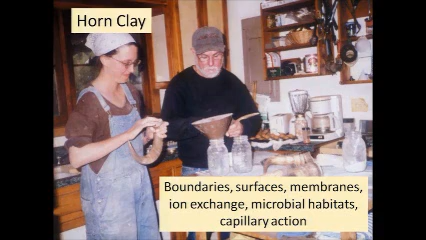 Horn Clay
Boundaries, surfaces, membranes,
ion exchange, microbial habitats,
capillary action